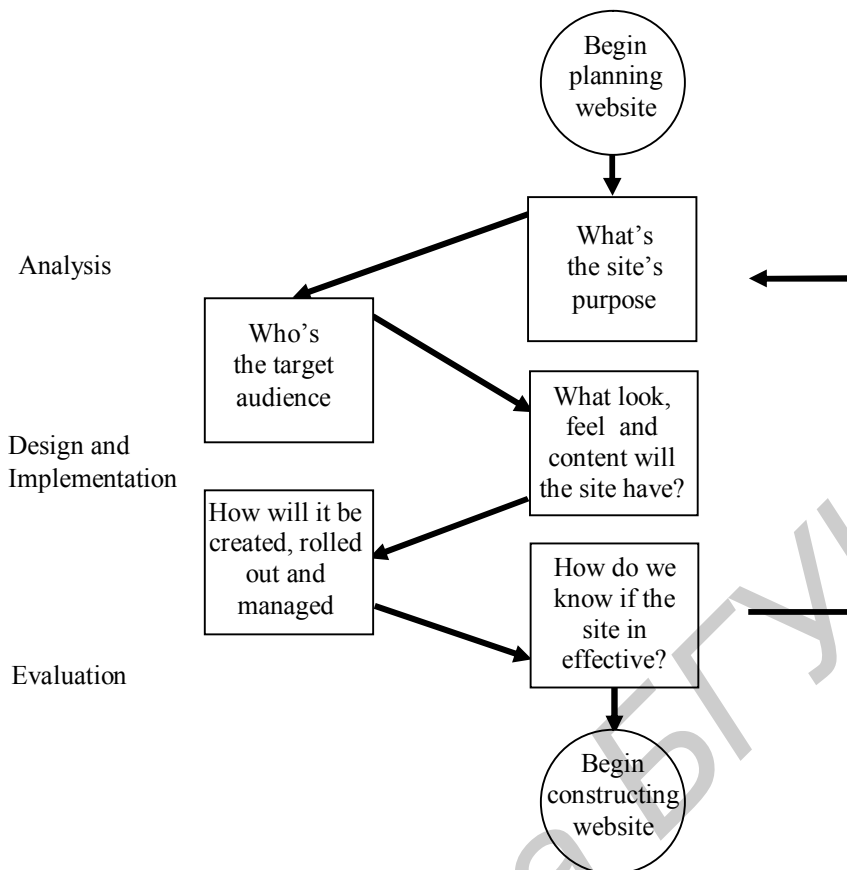 Begin
planning
website
What's
the site's
purpose
Analysis
Who's
the target
audience
What look,
feel and
content will
the site have?
Design and
Implementation
How will it be
created, rolled
out and
managed
How do we
know if the
site in
effective?
Evaluation
Begin
constructing
website
а БГУ